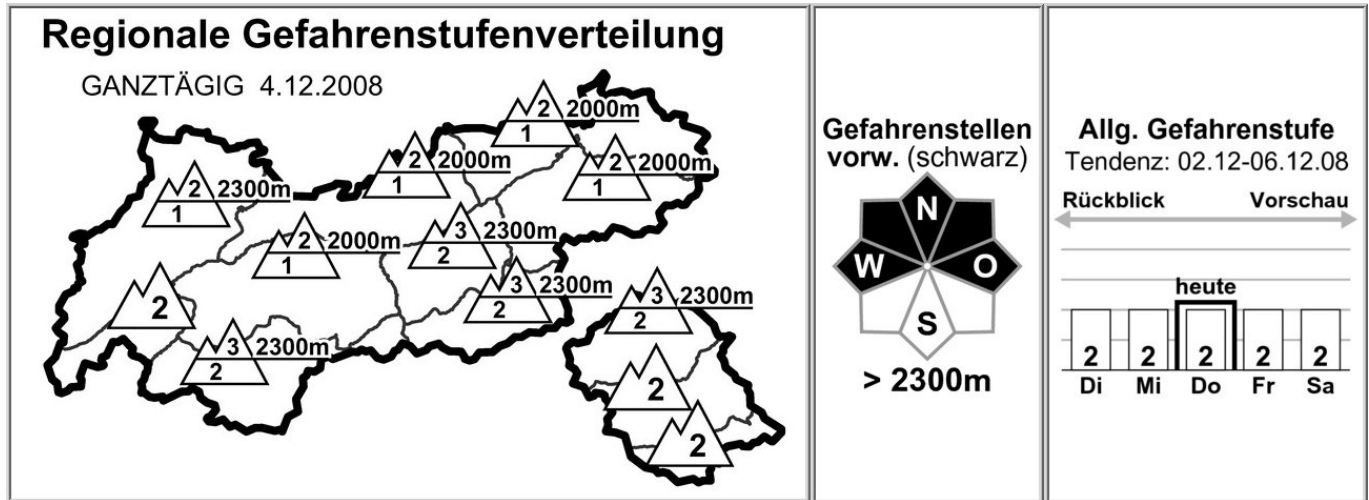 Regionale Gefahrenstufenverteilung
GANZTÄGIG 4.12.2008
2 2000m
1
2 2000m
1
2 2000m
1
2 2300m
1
3 2300m
2
2 2000m
1
3 2300m
2
3 2300m
2
2
3 2300m
2
2
2
Gefahrenstellen
vorw. (schwarz)
N
W O
S
> 2300m
Allg. Gefahrenstufe
Tendenz: 02.12-06.12.08
Rückblick Vorschau
heute
2 2 2 2 2
Di Mi Do Fr Sa